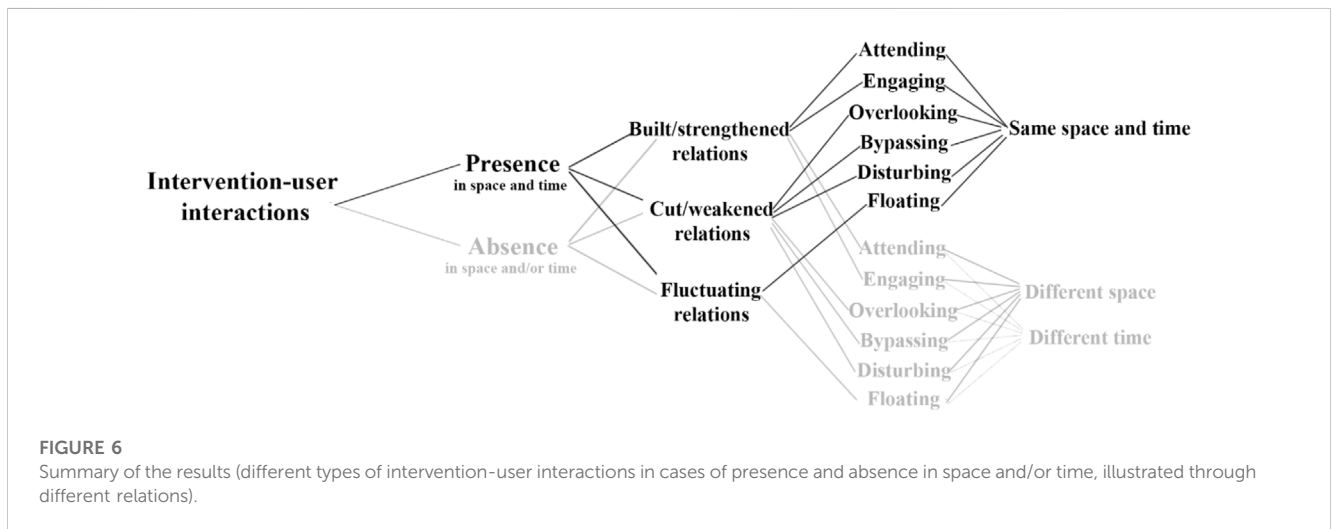 Intervention-user
interactions
Presence
in space and time
Absence
in space and/or time
Built/strengthened
relations
Cut/weakened
relations
Fluctuating
relations
Attending
Engaging
Overlooking
Bypassing
Disturbing
Floating
Attending
Engaging
Overlooking
Bypassing
Disturbing
Floating
Same space and time
Different space
Different time
FIGURE 6
Summary of the results (different types of intervention-user interactions in cases of presence and absence in space and/or time, illustrated through
different relations).